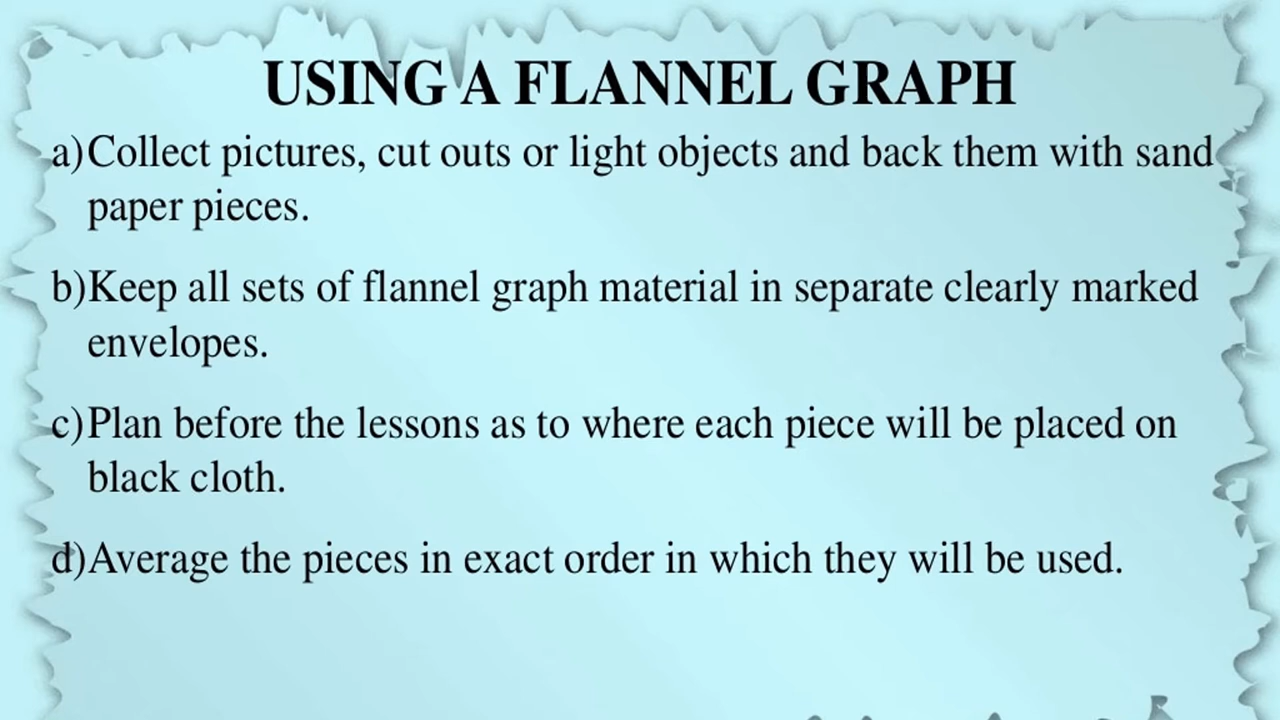 USING A FLANNEL GRAPH
a)Collect pictures, cut outs or light objects and back them with sand
paper pieces.
b)Keep all sets of flannel graph material in separate clearly marked
envelopes.
c)Plan before the lessons as to where each piece will be placed on
black cloth.
d)Average the pieces in exact order in which they will be used.